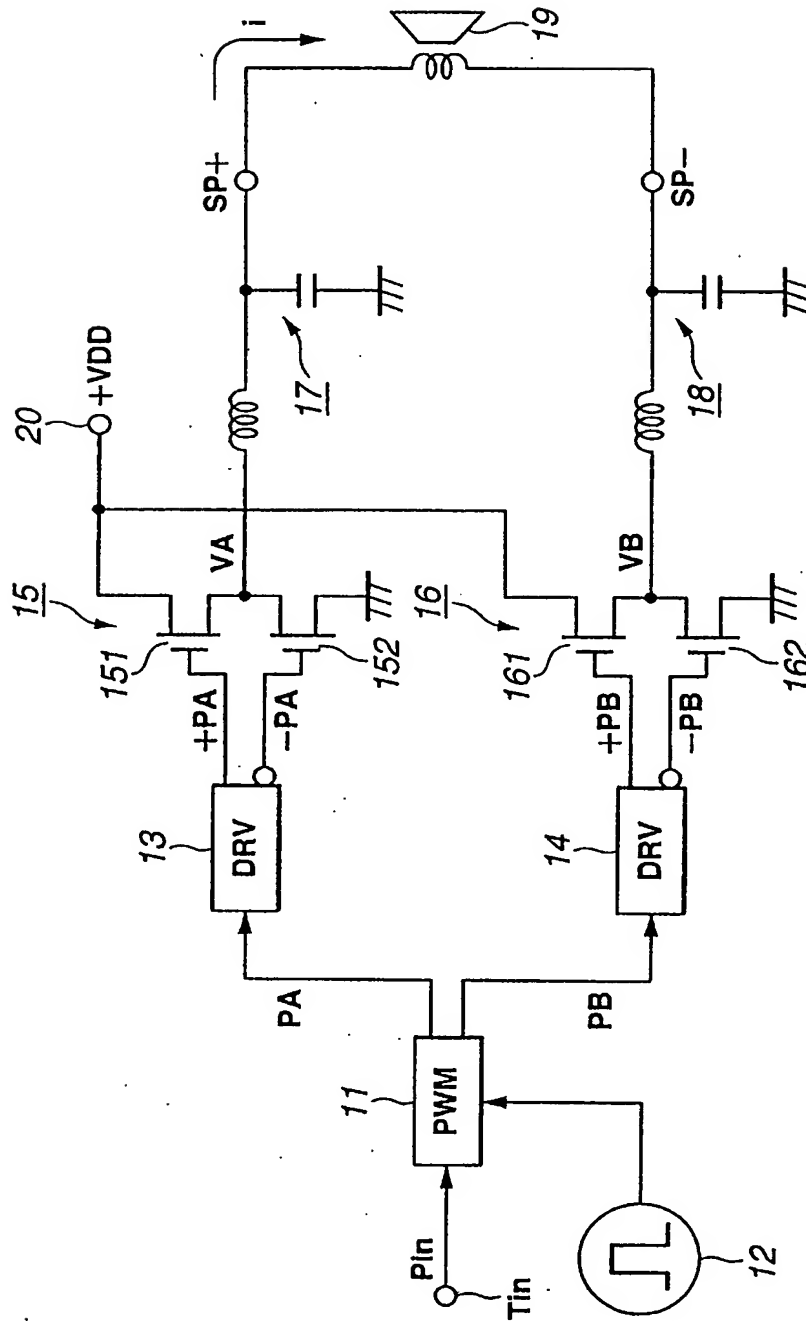 i
19
SP+
SP−
20
+VDD
17
18
15
VA
16
VB
151
152
161
162
+PA
−PA
+PB
−PB
13
DRV
14
DRV
PA
PB
11
PWM
Pin
Tin
12